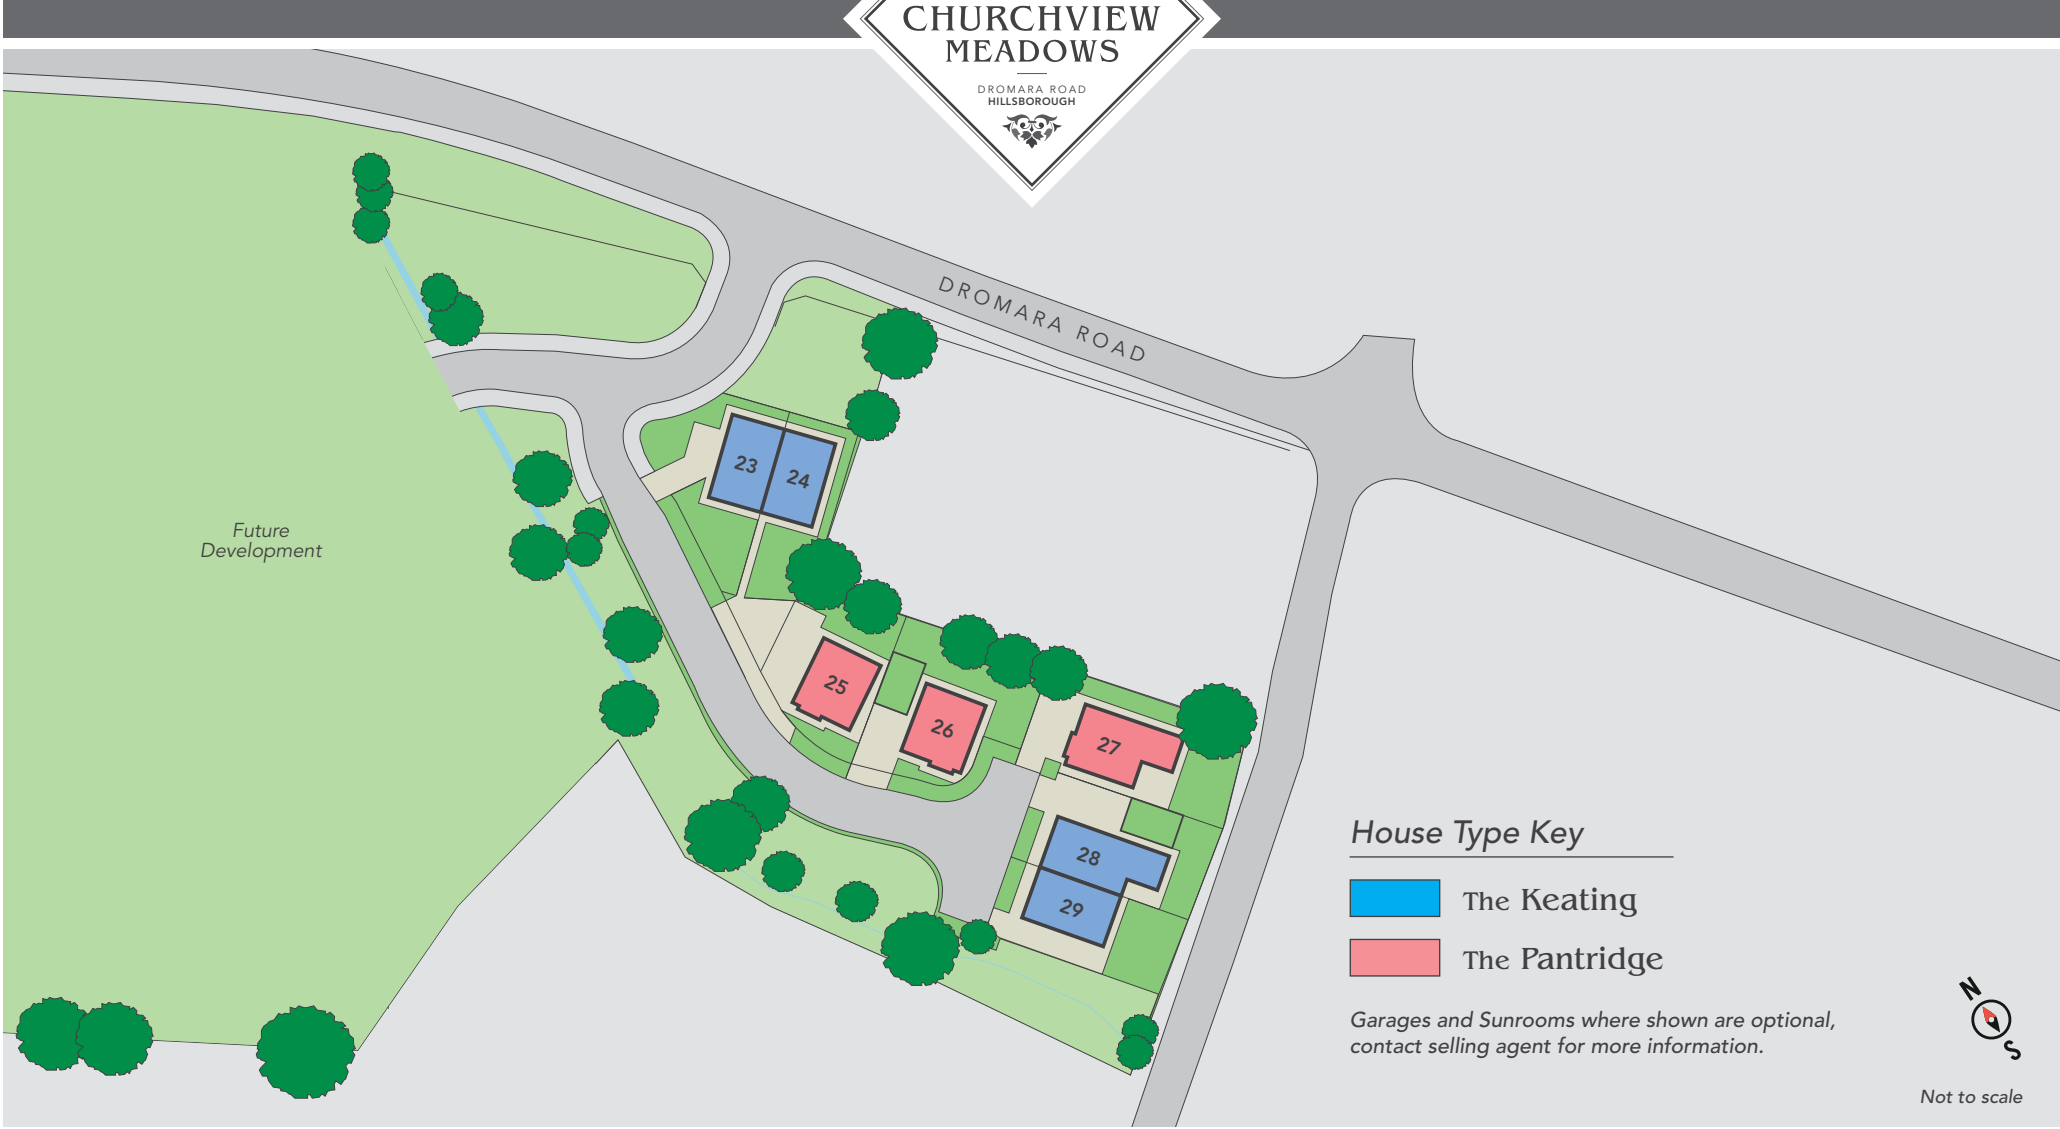 CHURCHVIEW
MEADOWS
DROMARA ROAD
HILLSBOROUGH
DROMARA ROAD
23
24
Future
Development
25
26
27
28
29
House Type Key
The Keating
The Pantridge
Garages and Sunrooms where shown are optional,
contact selling agent for more information.
N
S
Not to scale